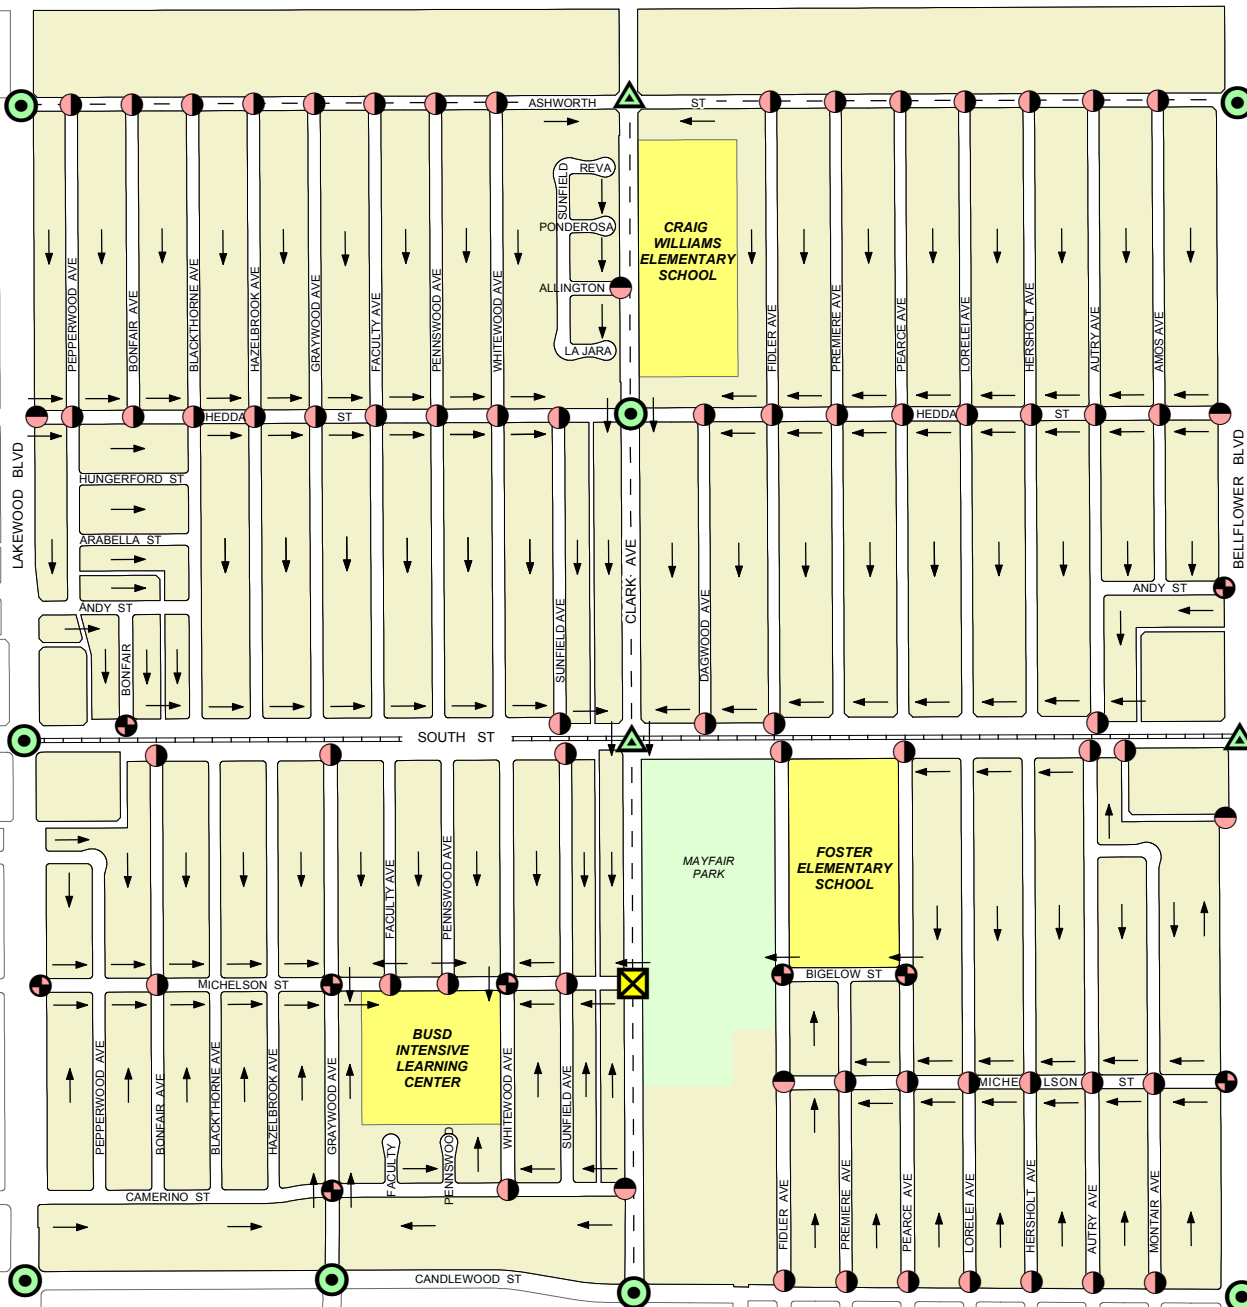 ASHWORTH ST
REVA
SUNFIELD
PONDEROSA
ALLINGTON
LA JARA
CRAIG
WILLIAMS
ELEMENTARY
SCHOOL
PEPPERWOOD AVE
BONFAIR AVE
BLACKTHORNE AVE
HAZELBROOK AVE
GRAYWOOD AVE
FACULTY AVE
PENNSWOOD AVE
WHITEWOOD AVE
FIDLER AVE
PREMIERE AVE
PEARCE AVE
LORELEI AVE
HERSHOLT AVE
AUTRY AVE
AMOS AVE
HEDDA ST
HEDDA ST
LAKEWOOD BLVD
BELLFLOWER BLVD
HUNGERFORD ST
ARABELLA ST
ANDY ST
BONFAIR
SUNFIELD AVE
CLARK AVE
DAGWOOD AVE
ANDY ST
SOUTH ST
MAYFAIR
PARK
FOSTER
ELEMENTARY
SCHOOL
FACULTY AVE
PENNSWOOD AVE
MICHELSON ST
BIGELOW ST
BUSD
INTENSIVE
LEARNING
CENTER
PEPPERWOOD AVE
BONFAIR AVE
BLACKTHORNE AVE
HAZELBROOK AVE
GRAYWOOD AVE
WHITEWOOD AVE
SUNFIELD AVE
MICHELSON ST
FACULTY
PENNSWOOD
CAMERINO ST
FIDLER AVE
PREMIERE AVE
PEARCE AVE
LORELEI AVE
HERSHOLT AVE
AUTRY AVE
MONTAIR AVE
CANDLEWOOD ST